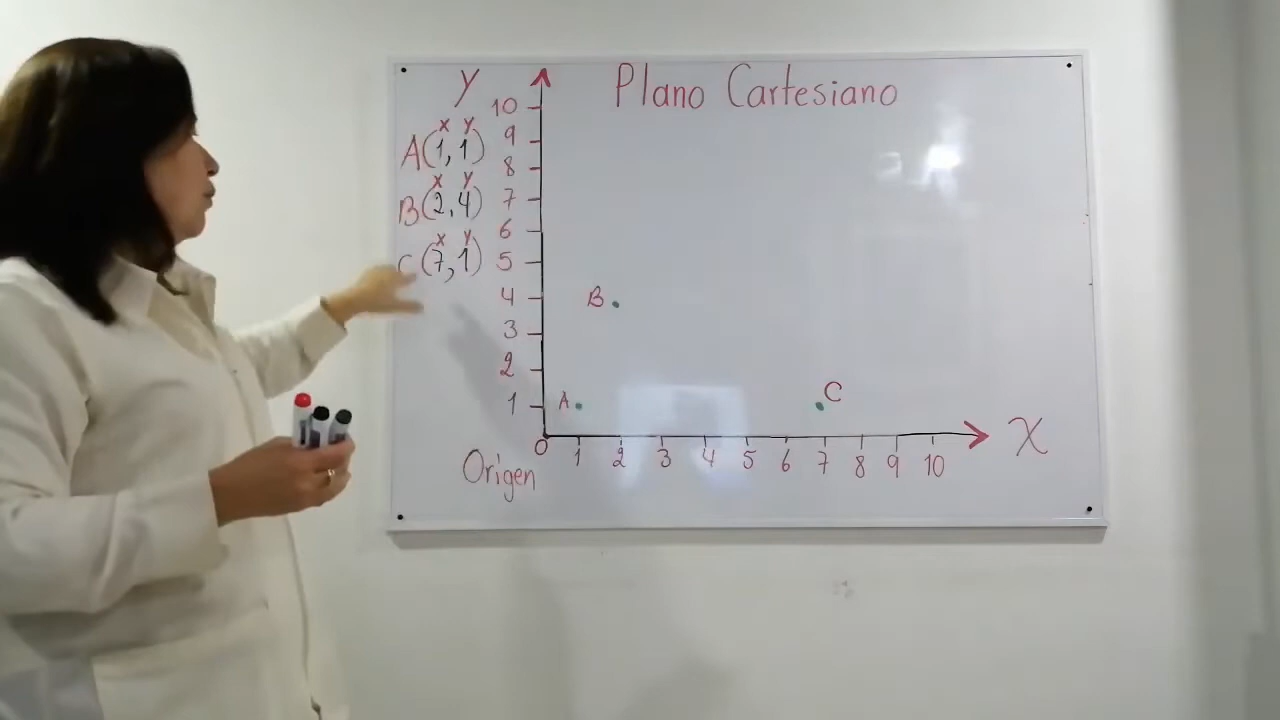 Plano Cartesiano
y
10
9
8
7
6
5
4
3
2
1
x y
A(1, 1)
x y
B(2, 4)
x y
C(7, 1)
B
A
C
0 1 2 3 4 5 6 7 8 9 10
X
Origen